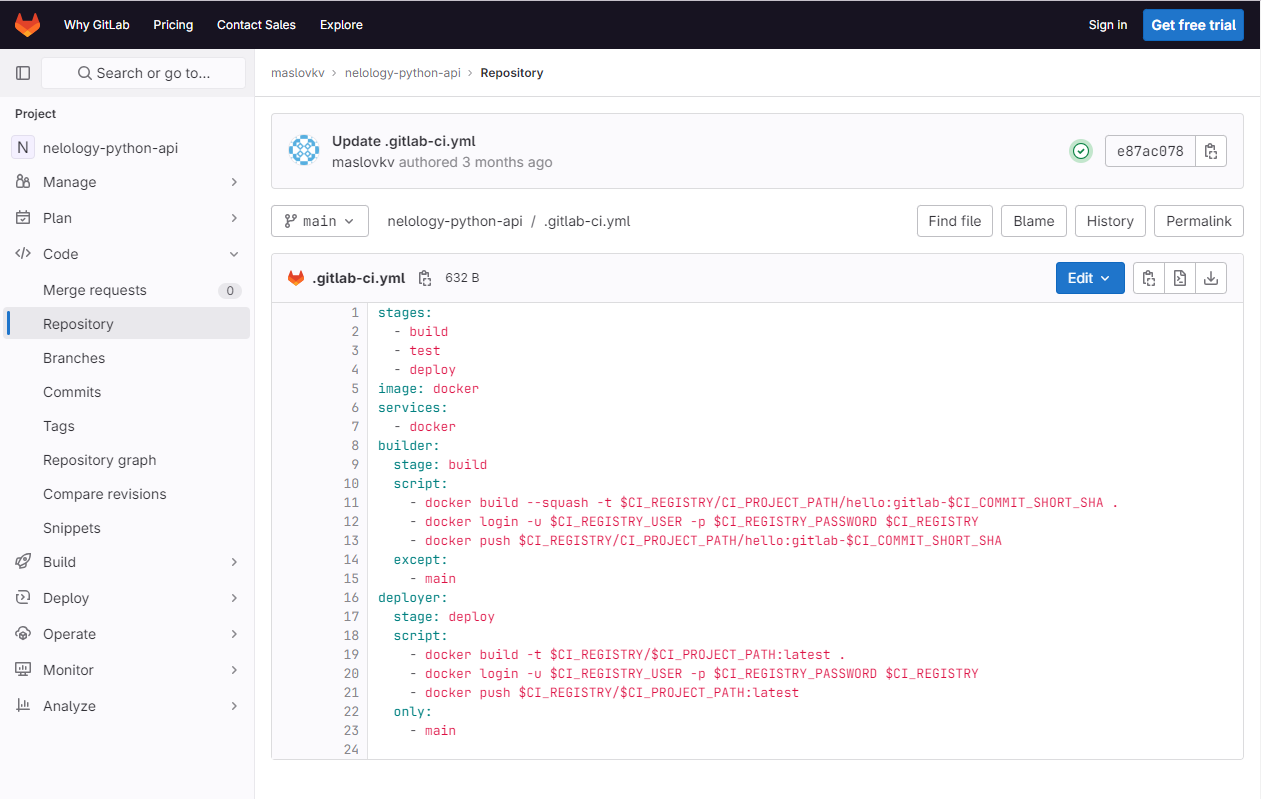 Why GitLab Pricing Contact Sales Explore Sign in Get free trial
Search or go to...
maslovkv › nelology-python-api › Repository
Project
N nelology-python-api
Manage
Plan
Code
Merge requests 0
Repository
Branches
Commits
Tags
Repository graph
Compare revisions
Snippets
Build
Deploy
Operate
Monitor
Analyze
Update .gitlab-ci.yml
maslovkv authored 3 months ago
e87ac078
main nelology-python-api / .gitlab-ci.yml Find file Blame History Permalink
.gitlab-ci.yml 632 B Edit
1 stages:
2   - build
3   - test
4   - deploy
5 image: docker
6 services:
7   - docker
8 builder:
9   stage: build
10   script:
11     - docker build --squash -t $CI_REGISTRY/CI_PROJECT_PATH/hello:gitlab-$CI_COMMIT_SHORT_SHA .
12     - docker login -u $CI_REGISTRY_USER -p $CI_REGISTRY_PASSWORD $CI_REGISTRY
13     - docker push $CI_REGISTRY/CI_PROJECT_PATH/hello:gitlab-$CI_COMMIT_SHORT_SHA
14   except:
15     - main
16 deployer:
17   stage: deploy
18   script:
19     - docker build -t $CI_REGISTRY/$CI_PROJECT_PATH:latest .
20     - docker login -u $CI_REGISTRY_USER -p $CI_REGISTRY_PASSWORD $CI_REGISTRY
21     - docker push $CI_REGISTRY/$CI_PROJECT_PATH:latest
22   only:
23     - main
24